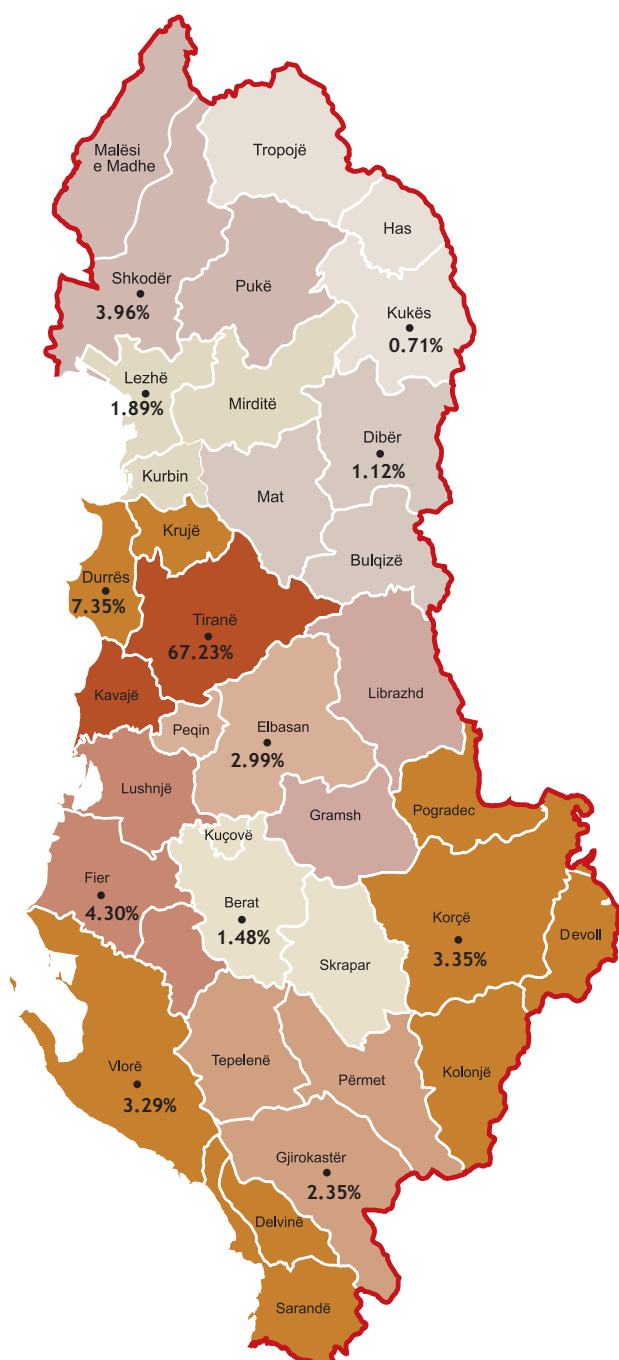 Malësi
e Madhe
Tropojë
Has
Shkodër
3.96%
Pukë
Kukës
0.71%
Lezhë
1.89%
Mirditë
Dibër
1.12%
Kurbin
Mat
Krujë
Bulqizë
Durrës
7.35%
Tiranë
67.23%
Librazhd
Kavajë
Peqin
Elbasan
2.99%
Lushnjë
Gramsh
Pogradec
Kuçovë
Fier
4.30%
Berat
1.48%
Korçë
3.35%
Devoll
Skrapar
Vlorë
3.29%
Tepelenë
Përmet
Kolonjë
Gjirokastër
2.35%
Delvinë
Sarandë